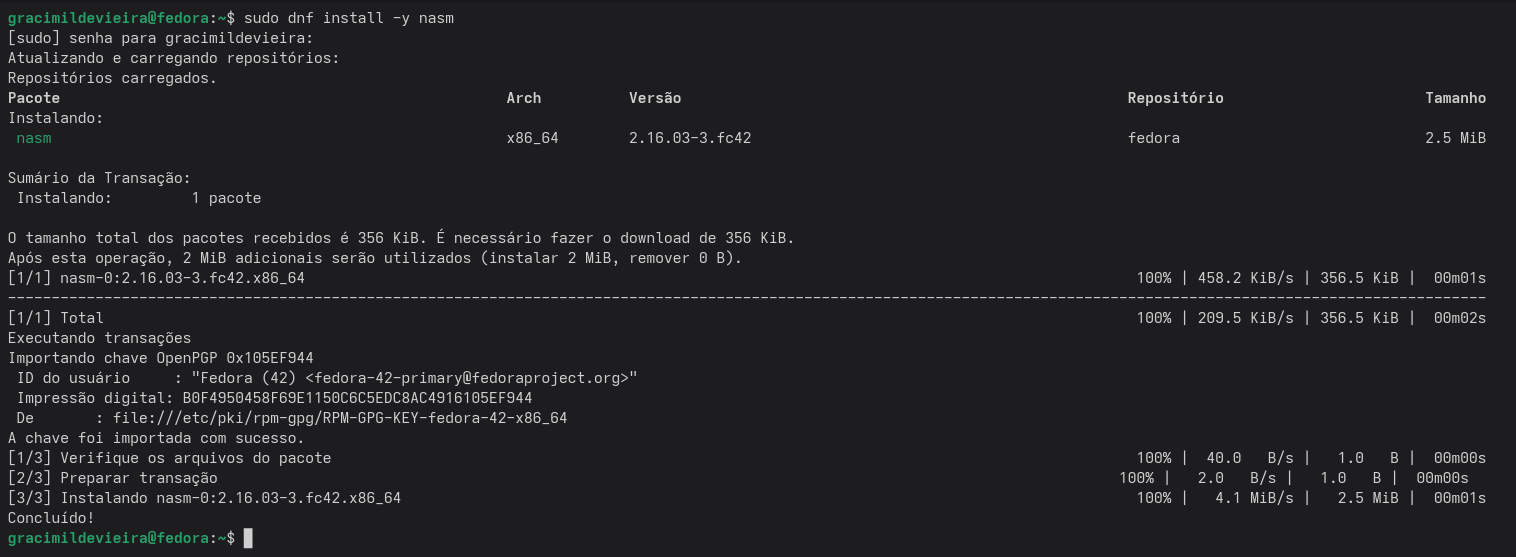 gracimildevieira@fedora:~$ sudo dnf install -y nasm
[sudo] senha para gracimildevieira:
Atualizando e carregando repositórios:
Repositórios carregados.
Pacote Arch Versão Repositório Tamanho
Instalando:
nasm x86_64 2.16.03-3.fc42 fedora 2.5 MiB
Sumário da Transação:
Instalando: 1 pacote
O tamanho total dos pacotes recebidos é 356 KiB. É necessário fazer o download de 356 KiB.
Após esta operação, 2 MiB adicionais serão utilizados (instalar 2 MiB, remover 0 B).
[1/1] nasm-0:2.16.03-3.fc42.x86_64 100% | 458.2 KiB/s | 356.5 KiB | 00m01s
--------------------------------------------------------------------------------
[1/1] Total 100% | 209.5 KiB/s | 356.5 KiB | 00m02s
Executando transações
Importando chave OpenPGP 0x105EF944
ID do usuário : "Fedora (42) <fedora-42-primary@fedoraproject.org>"
Impressão digital: B0F4950458F69E1150C6C5EDC8AC4916105EF944
De : file:///etc/pki/rpm-gpg/RPM-GPG-KEY-fedora-42-x86_64
A chave foi importada com sucesso.
[1/3] Verifique os arquivos do pacote 100% | 40.0 B/s | 1.0 B | 00m00s
[2/3] Preparar transação 100% | 2.0 B/s | 1.0 B | 00m00s
[3/3] Instalando nasm-0:2.16.03-3.fc42.x86_64 100% | 4.1 MiB/s | 2.5 MiB | 00m01s
Concluído!
gracimildevieira@fedora:~$